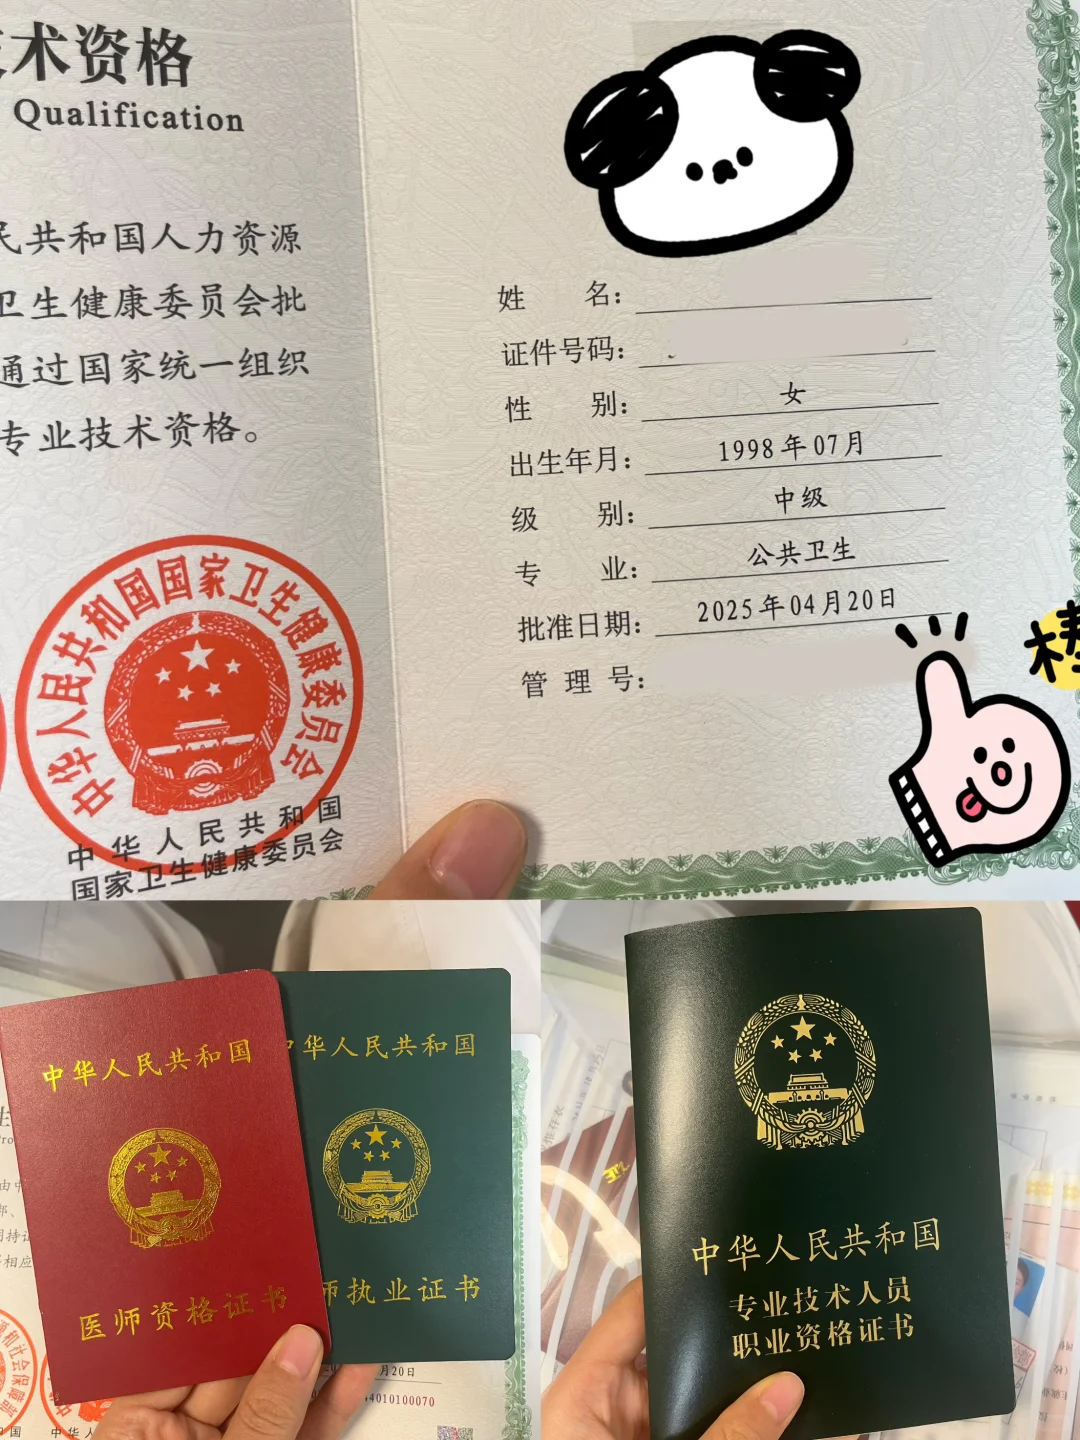 术资格
Qualification
民共和国人力资源
卫生健康委员会批
通过国家统一组织
专业技术资格。
中华人民共和国国家卫生健康委员会
中华人民共和国
国家卫生健康委员会
姓 名：
证件号码：
性 别： 女
出生年月： 1998年07月
级 别： 中级
专 业： 公共卫生
批准日期： 2025年04月20日
管 理 号：
棒
中华人民共和国
医师资格证书
华人民共和国
师执业证书
月20日
4010100070
中华人民共和国
专业技术人员
职业资格证书